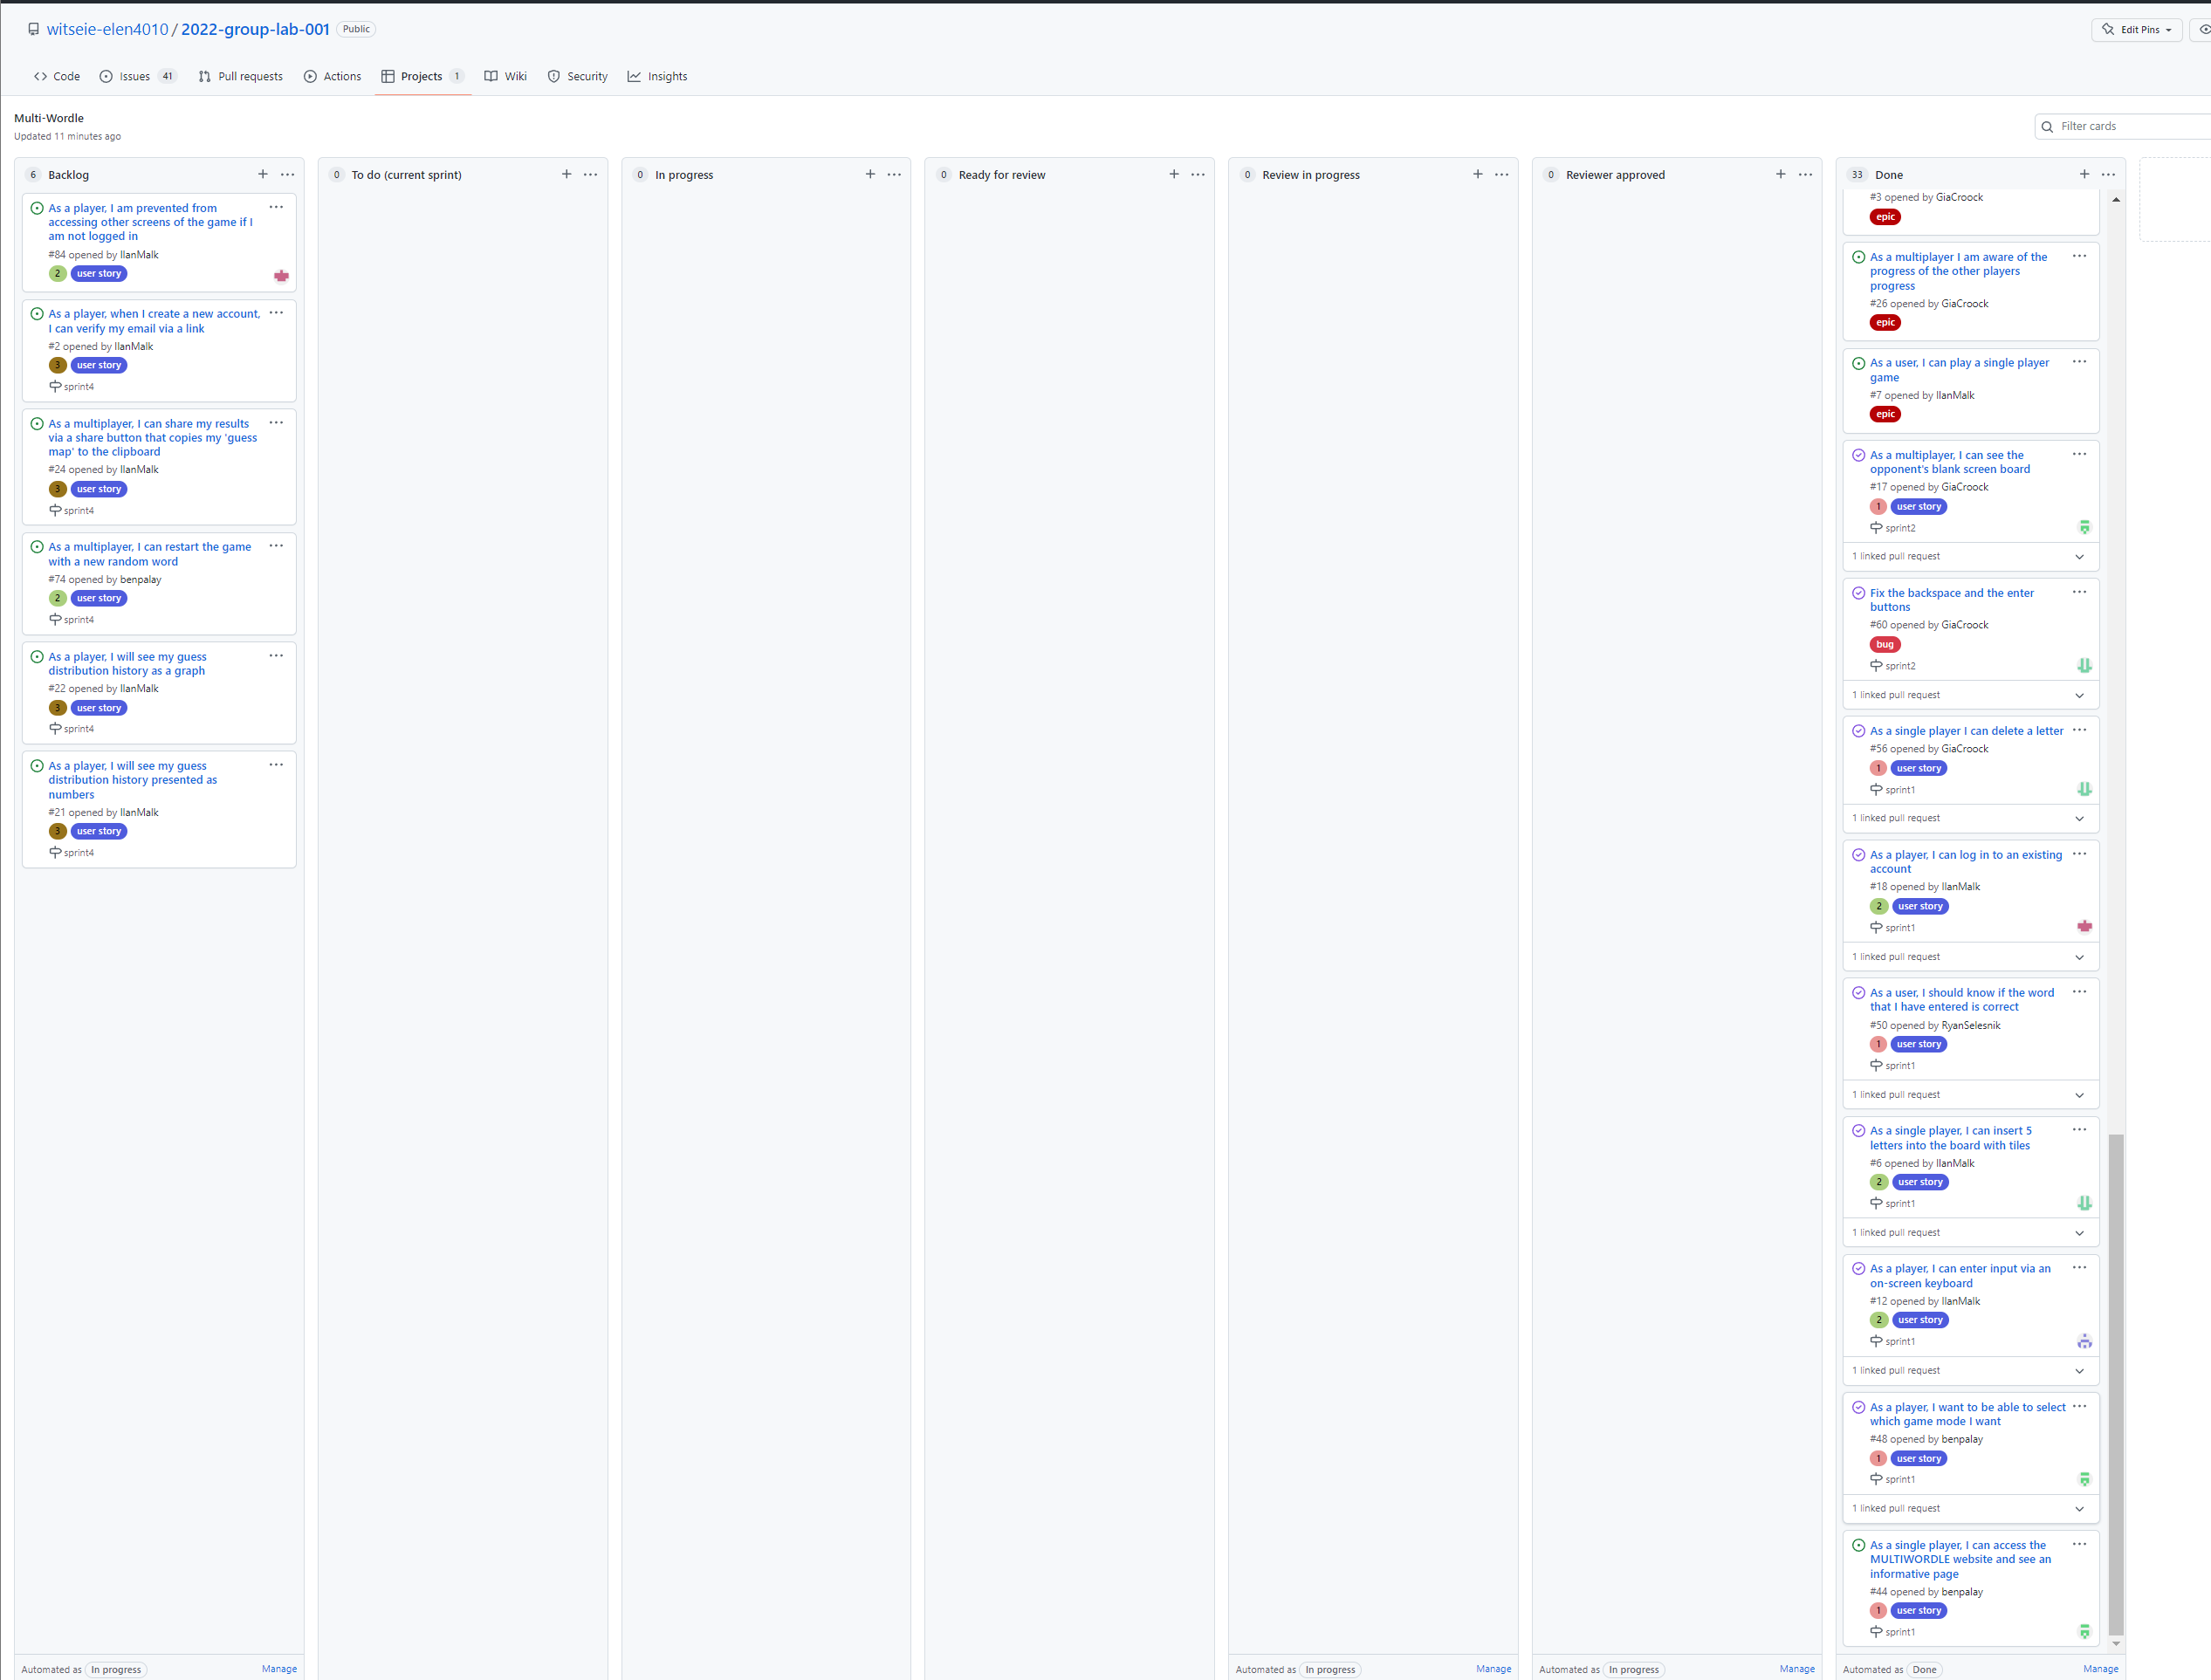 witseie-elen4010 / 2022-group-lab-001 Public
Edit Pins
Code Issues 41 Pull requests Actions Projects 1 Wiki Security Insights
Multi-Wordle
Updated 11 minutes ago
Filter cards
6 Backlog
As a player, I am prevented from
accessing other screens of the game if I
am not logged in
#84 opened by IlanMalk
2 user story
As a player, when I create a new account,
I can verify my email via a link
#2 opened by IlanMalk
3 user story
sprint4
As a multiplayer, I can share my results
via a share button that copies my 'guess
map' to the clipboard
#24 opened by IlanMalk
3 user story
sprint4
As a multiplayer, I can restart the game
with a new random word
#74 opened by benpalay
2 user story
sprint4
As a player, I will see my guess
distribution history as a graph
#22 opened by IlanMalk
3 user story
sprint4
As a player, I will see my guess
distribution history presented as
numbers
#21 opened by IlanMalk
3 user story
sprint4
Automated as In progress Manage
0 To do (current sprint)
0 In progress
0 Ready for review
0 Review in progress
Automated as In progress Manage
0 Reviewer approved
Automated as In progress Manage
33 Done
#3 opened by GiaCroock
epic
As a multiplayer I am aware of the
progress of the other players
progress
#26 opened by GiaCroock
epic
As a user, I can play a single player
game
#7 opened by IlanMalk
epic
As a multiplayer, I can see the
opponent's blank screen board
#17 opened by GiaCroock
1 user story
sprint2
1 linked pull request
Fix the backspace and the enter
buttons
#60 opened by GiaCroock
bug
sprint2
1 linked pull request
As a single player I can delete a letter
#56 opened by GiaCroock
1 user story
sprint1
1 linked pull request
As a player, I can log in to an existing
account
#18 opened by IlanMalk
2 user story
sprint1
1 linked pull request
As a user, I should know if the word
that I have entered is correct
#50 opened by RyanSelesnik
1 user story
sprint1
1 linked pull request
As a single player, I can insert 5
letters into the board with tiles
#6 opened by IlanMalk
2 user story
sprint1
1 linked pull request
As a player, I can enter input via an
on-screen keyboard
#12 opened by IlanMalk
2 user story
sprint1
1 linked pull request
As a player, I want to be able to select
which game mode I want
#48 opened by benpalay
1 user story
sprint1
1 linked pull request
As a single player, I can access the
MULTIWORDLE website and see an
informative page
#44 opened by benpalay
1 user story
sprint1
Automated as Done Manage